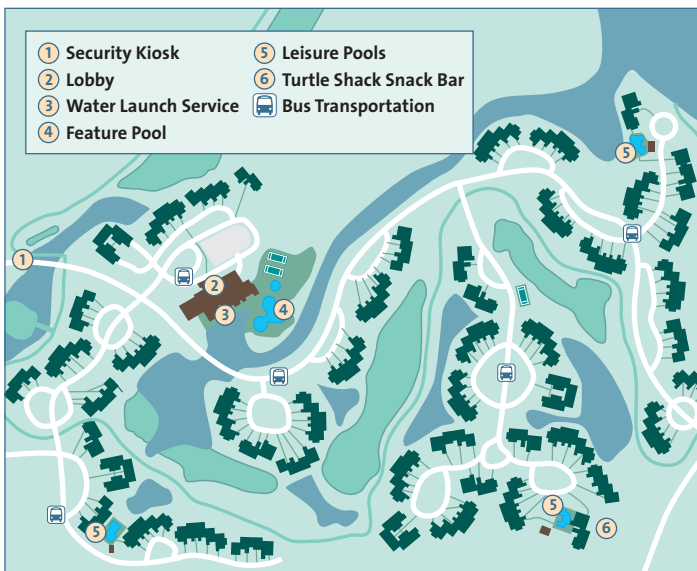 1 Security Kiosk
2 Lobby
3 Water Launch Service
4 Feature Pool
5 Leisure Pools
6 Turtle Shack Snack Bar
Bus Transportation
5
1
2
3
4
5
5
6